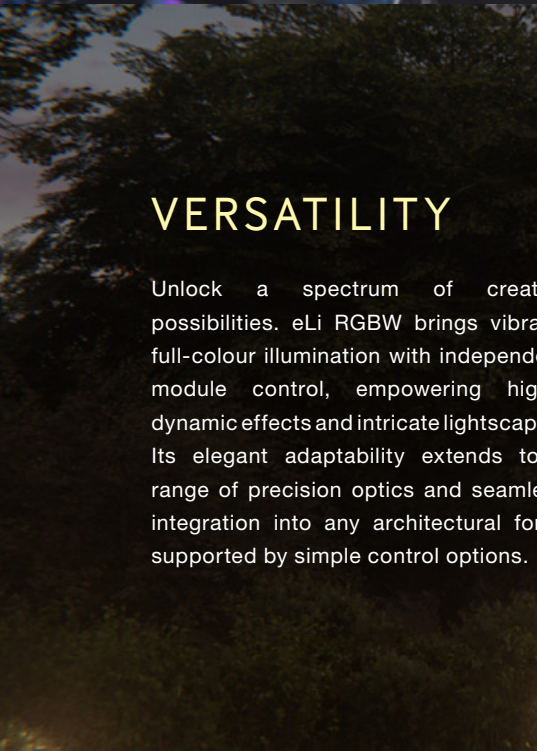 VERSATILITY
Unlock a spectrum of creat
possibilities. eLi RGBW brings vibra
full-colour illumination with independe
module control, empowering hig
dynamic effects and intricate lightscap
Its elegant adaptability extends to
range of precision optics and seamle
integration into any architectural for
supported by simple control options.